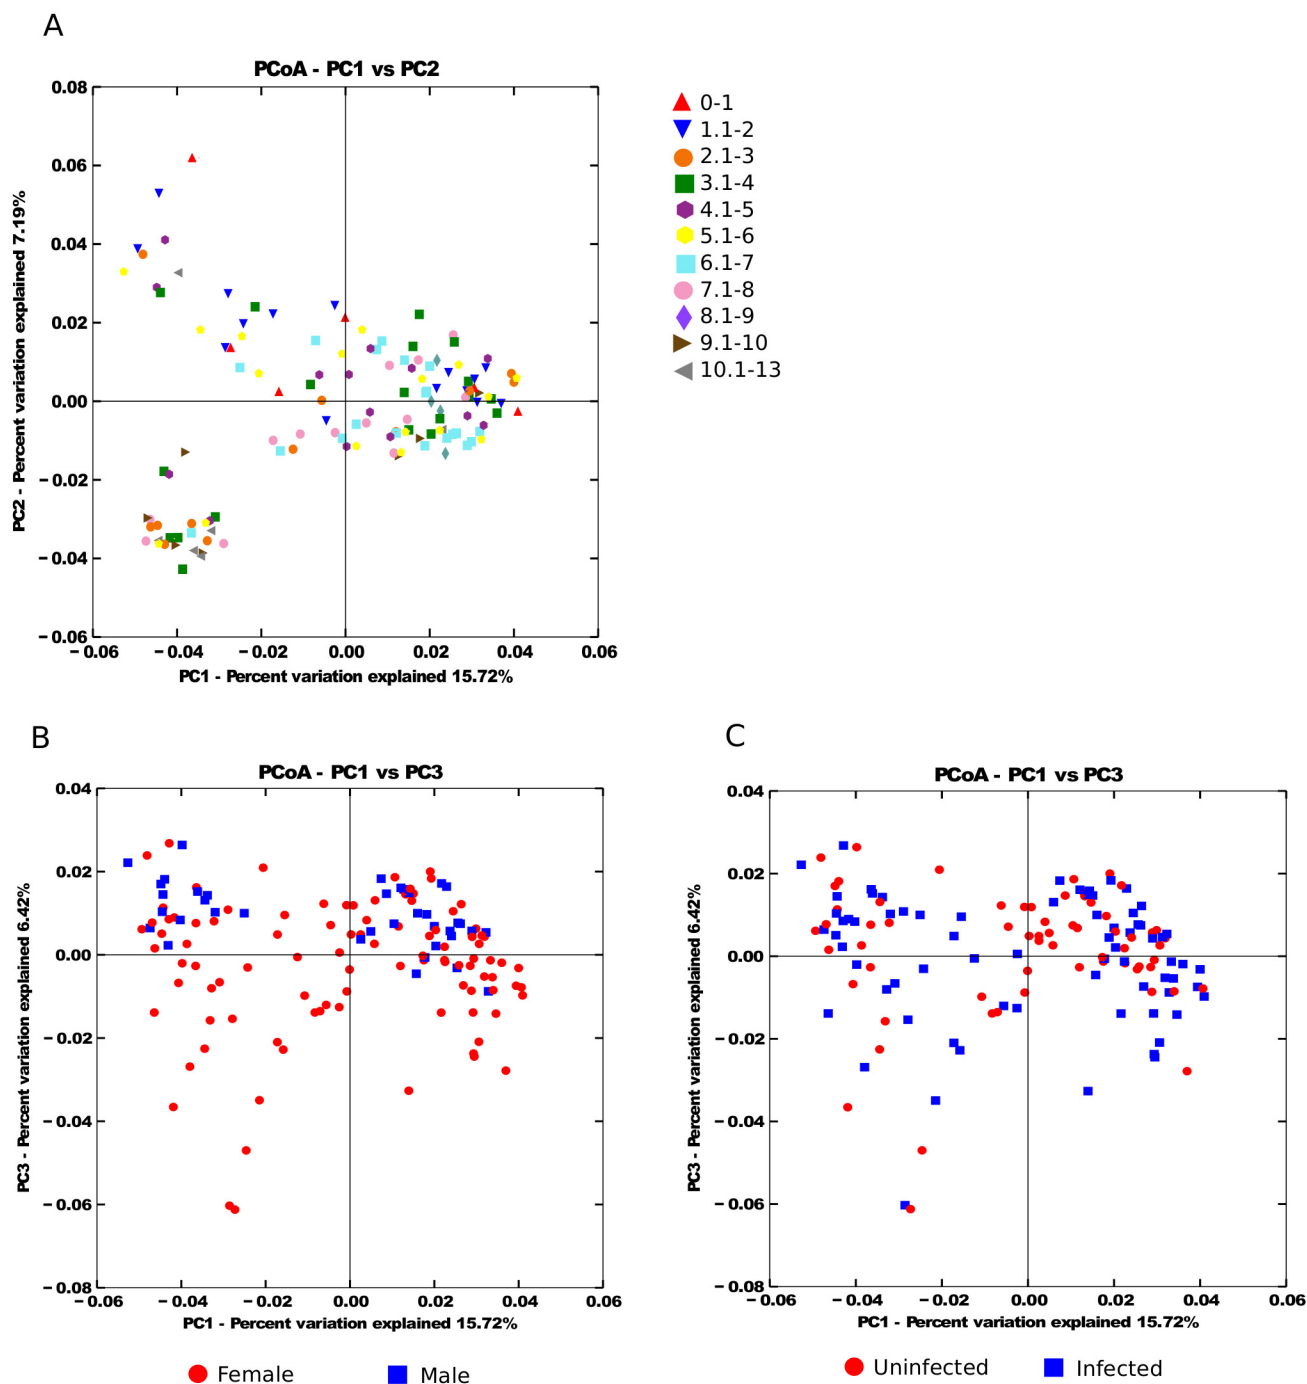 A
PCoA - PC1 vs PC2
0.08
0.06
0.04
0.02
0.00
−0.02
−0.04
−0.06
−0.06 −0.04 −0.02 0.00 0.02 0.04 0.06
PC2 - Percent variation explained 7.19%
PC1 - Percent variation explained 15.72%
0-1
1.1-2
2.1-3
3.1-4
4.1-5
5.1-6
6.1-7
7.1-8
8.1-9
9.1-10
10.1-13
B
PCoA - PC1 vs PC3
0.04
0.02
0.00
−0.02
−0.04
−0.06
−0.08
−0.06 −0.04 −0.02 0.00 0.02 0.04 0.06
PC3 - Percent variation explained 6.42%
PC1 - Percent variation explained 15.72%
Female Male
C
PCoA - PC1 vs PC3
0.04
0.02
0.00
−0.02
−0.04
−0.06
−0.08
−0.06 −0.04 −0.02 0.00 0.02 0.04 0.06
PC3 - Percent variation explained 6.42%
PC1 - Percent variation explained 15.72%
Uninfected Infected